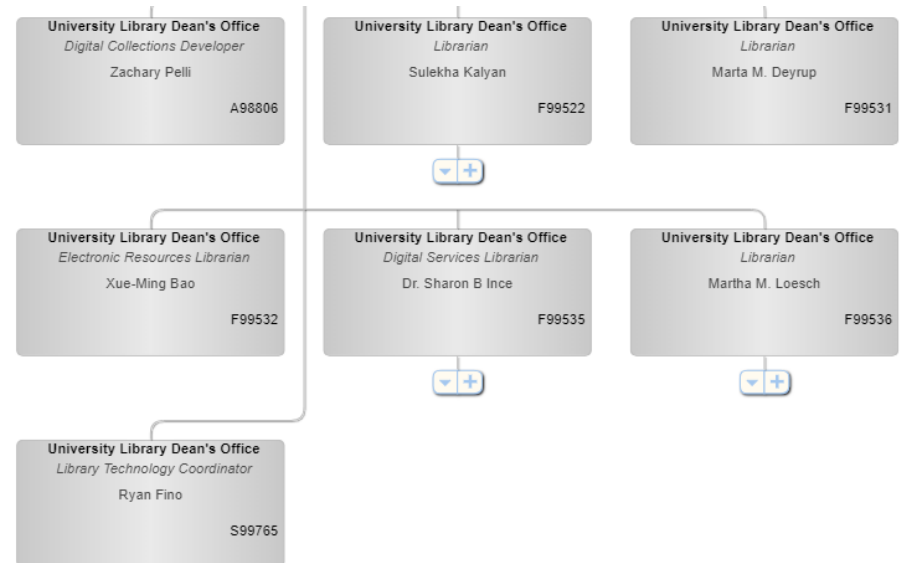 University Library Dean's Office
Digital Collections Developer
Zachary Pelli
A98806
University Library Dean's Office
Librarian
Sulekha Kalyan
F99522
University Library Dean's Office
Librarian
Marta M. Deyrup
F99531
University Library Dean's Office
Electronic Resources Librarian
Xue-Ming Bao
F99532
University Library Dean's Office
Digital Services Librarian
Dr. Sharon B Ince
F99535
University Library Dean's Office
Librarian
Martha M. Loesch
F99536
University Library Dean's Office
Library Technology Coordinator
Ryan Fino
S99765